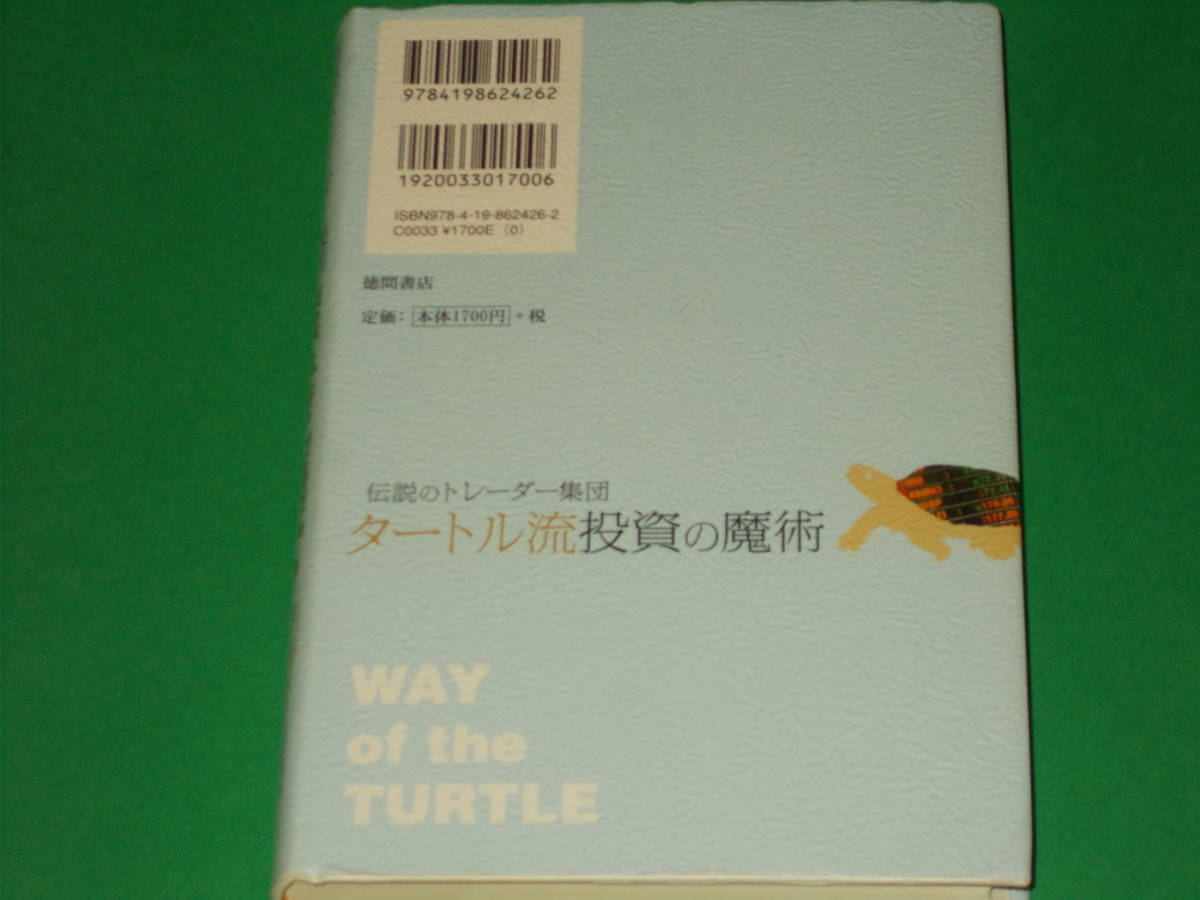 9784198624262
1920033017006
ISBN978-4-19-862426-2
C0033 ¥1700E (0)
徳間書店
定価: 本体1700円 + 税
伝説のトレーダー集団
タートル流投資の魔術
WAY
of the
TURTLE